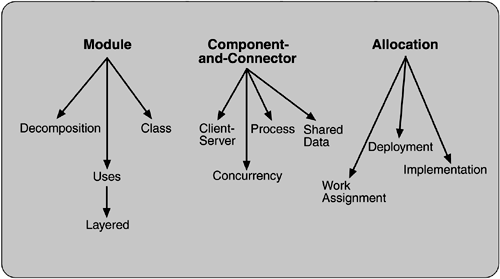 Module
Component-
and-Connector
Allocation
Decomposition
Class
Uses
Layered
Client-
Server
Process
Shared
Data
Concurrency
Work
Assignment
Deployment
Implementation